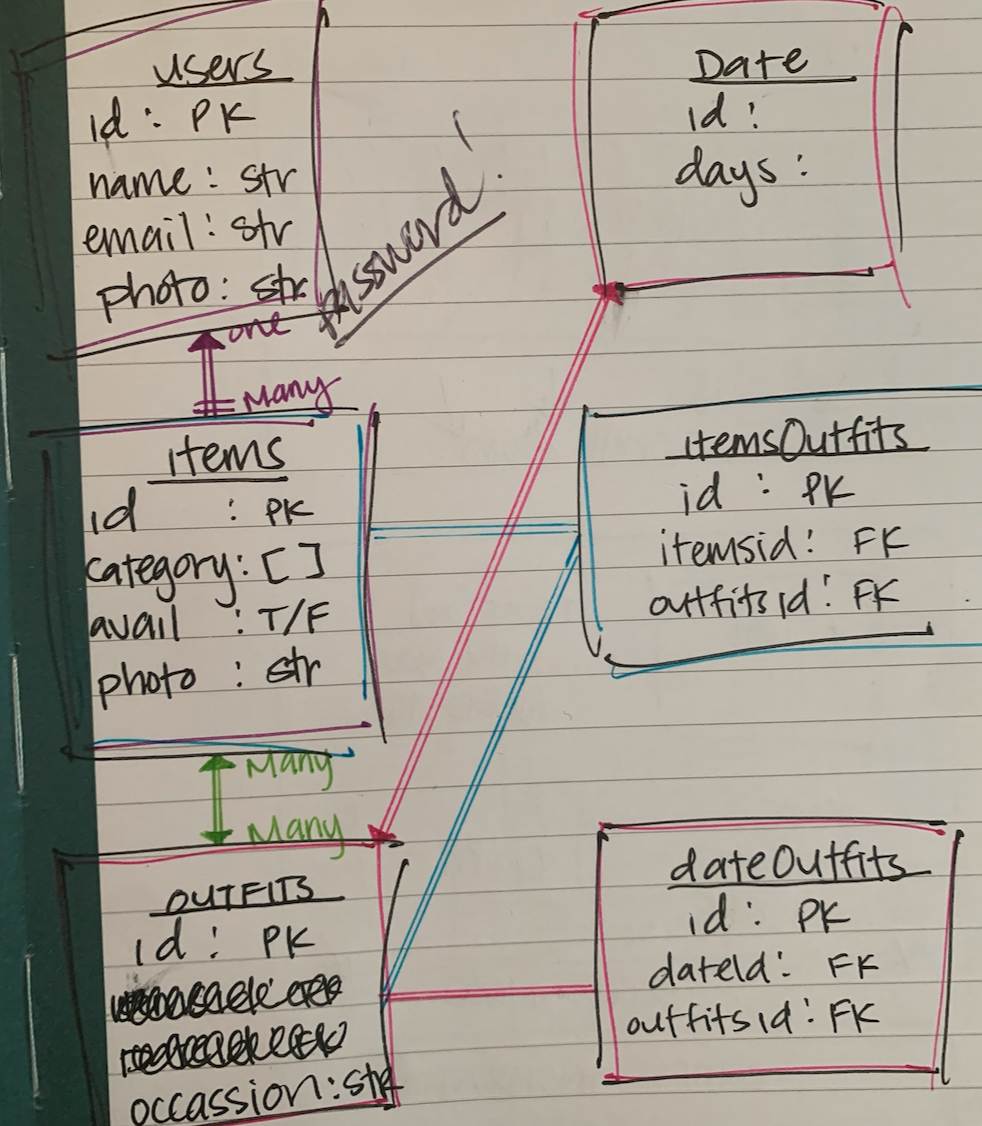 users
id : PK
name : str
email : str
photo : str
password!
one
Many
items
id : PK
category : [ ]
avail : T/F
photo : str
Many
Many
OUTFITS
id : PK
occassion : str
Date
id :
days :
itemsOutfits
id : PK
itemsid : FK
outfitsid : FK
dateOutfits
id : PK
dateId : FK
outfitsid : FK